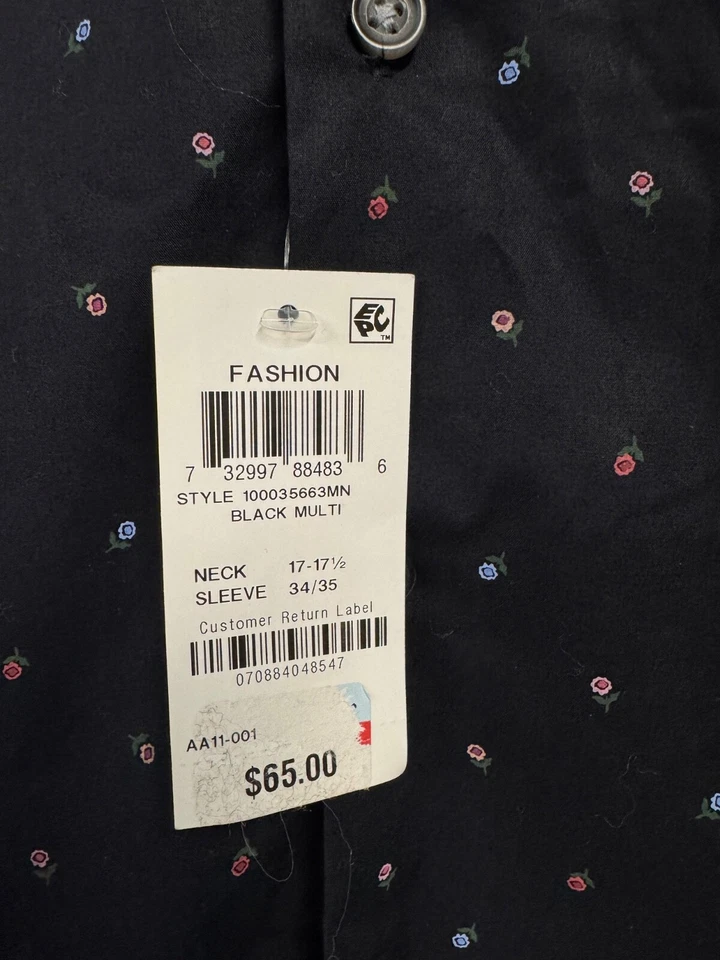 EPC
TM
FASHION
7 32997 88483 6
STYLE 100035663MN
BLACK MULTI
NECK 17-17½
SLEEVE 34/35
Customer Return Label
070884048547
AA11-001
$65.00